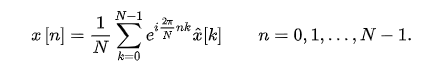 x [n] = \frac{1}{N} \sum_{k=0}^{N-1} e^{i \frac{2\pi}{N} nk} \hat{x}[k] \qquad n = 0, 1, \ldots, N - 1.